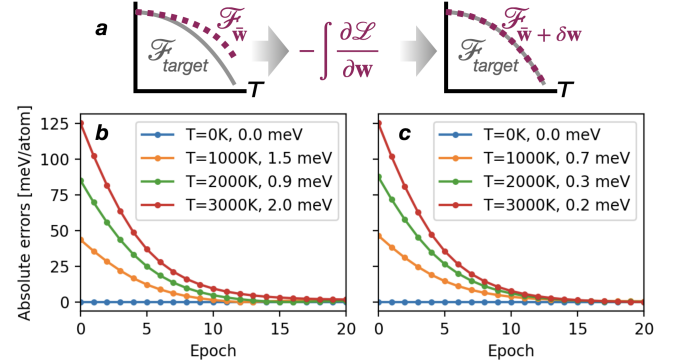 a
ℱ_w̄
ℱ_target
T
− ∫ ∂ℒ/∂w
ℱ_w̄ + δw
ℱ_target
T
Absolute errors [meV/atom]
125
100
75
50
25
0
b
T=0K, 0.0 meV
T=1000K, 1.5 meV
T=2000K, 0.9 meV
T=3000K, 2.0 meV
0 5 10 15 20
Epoch
c
T=0K, 0.0 meV
T=1000K, 0.7 meV
T=2000K, 0.3 meV
T=3000K, 0.2 meV
0 5 10 15 20
Epoch